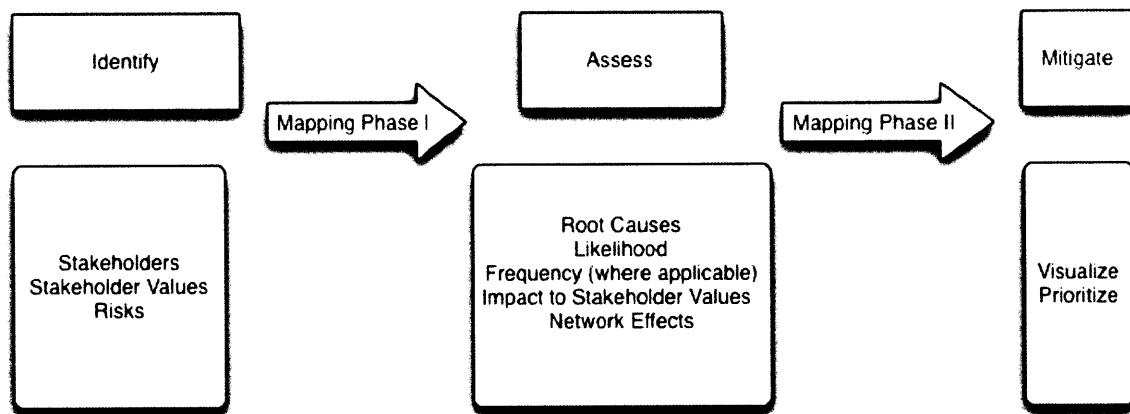 Identify
Assess
Mitigate
Mapping Phase I
Mapping Phase II
Stakeholders
Stakeholder Values
Risks
Root Causes
Likelihood
Frequency (where applicable)
Impact to Stakeholder Values
Network Effects
Visualize
Prioritize